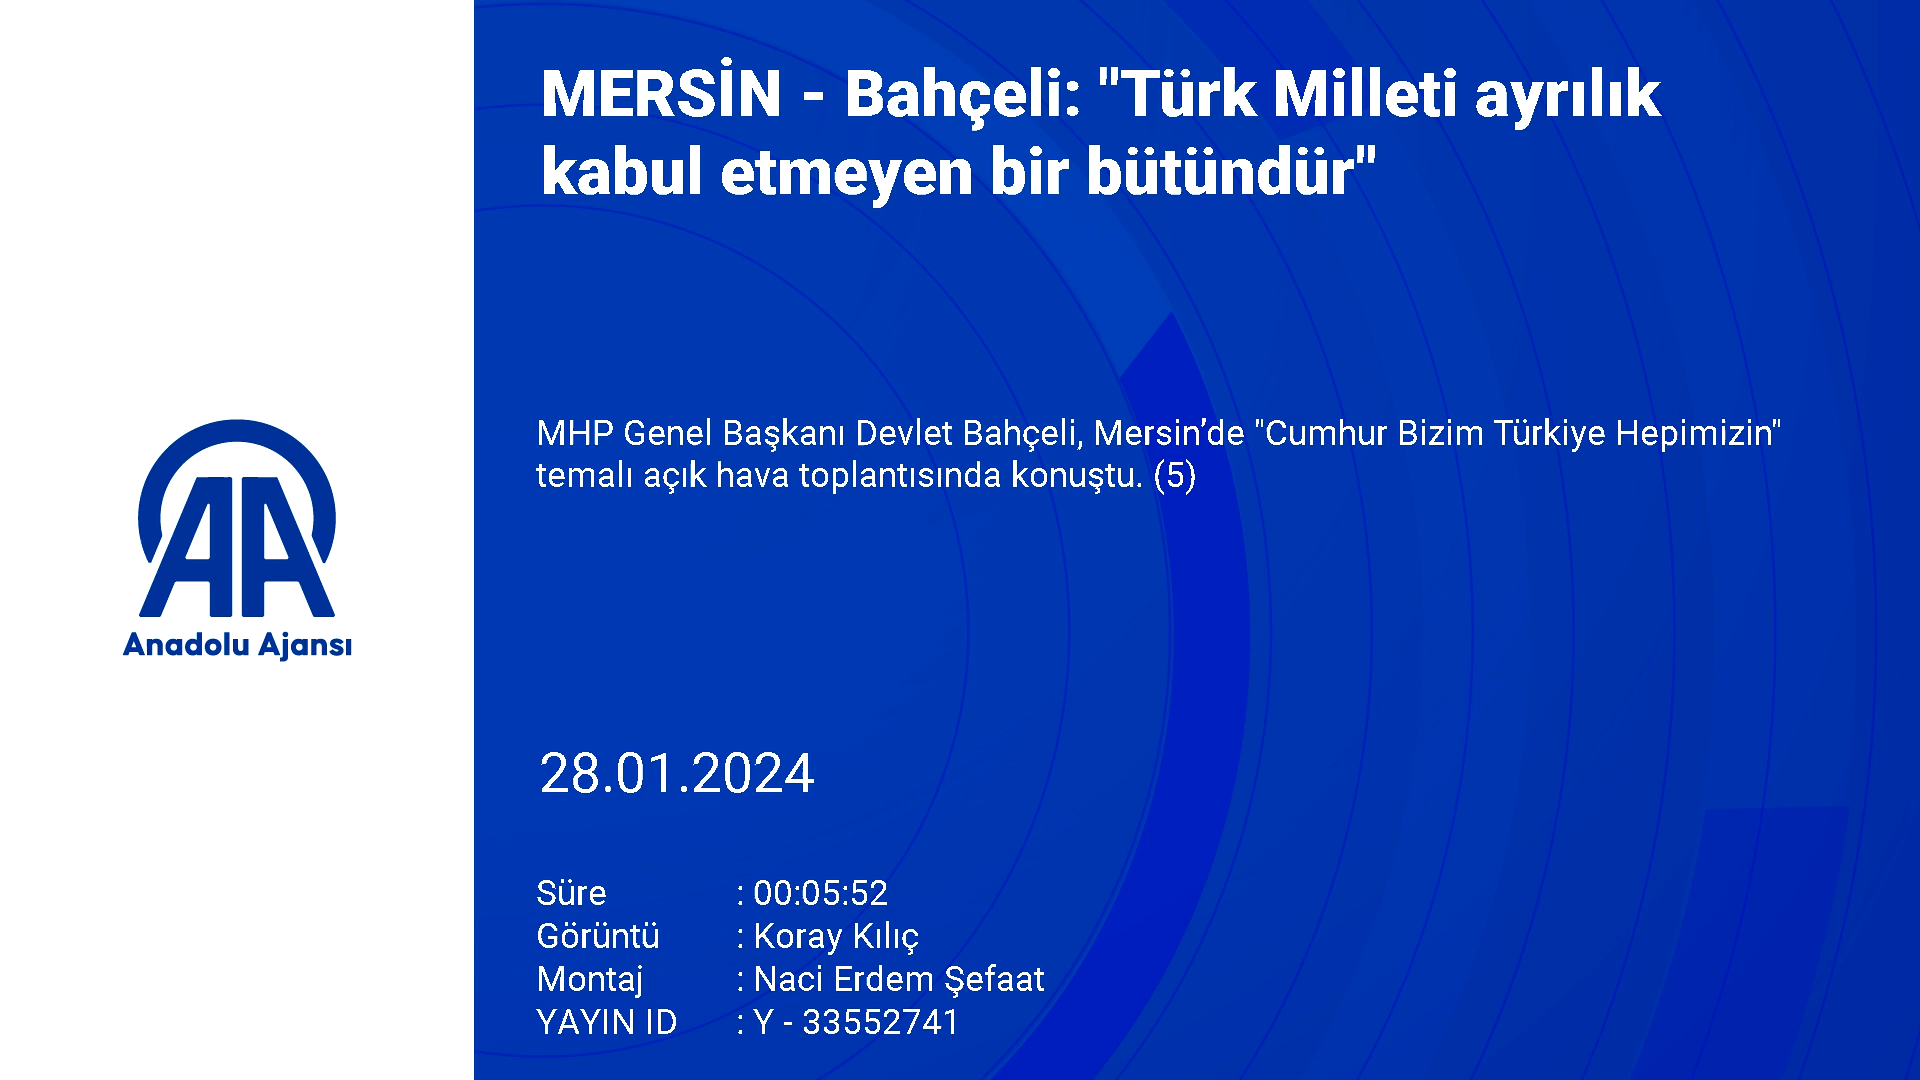 MERSİN - Bahçeli: "Türk Milleti ayrılık
kabul etmeyen bir bütündür"
MHP Genel Başkanı Devlet Bahçeli, Mersin’de "Cumhur Bizim Türkiye Hepimizin"
temalı açık hava toplantısında konuştu. (5)
AA
Anadolu Ajansı
28.01.2024
Süre : 00:05:52
Görüntü : Koray Kılıç
Montaj : Naci Erdem Şefaat
YAYIN ID : Y - 33552741